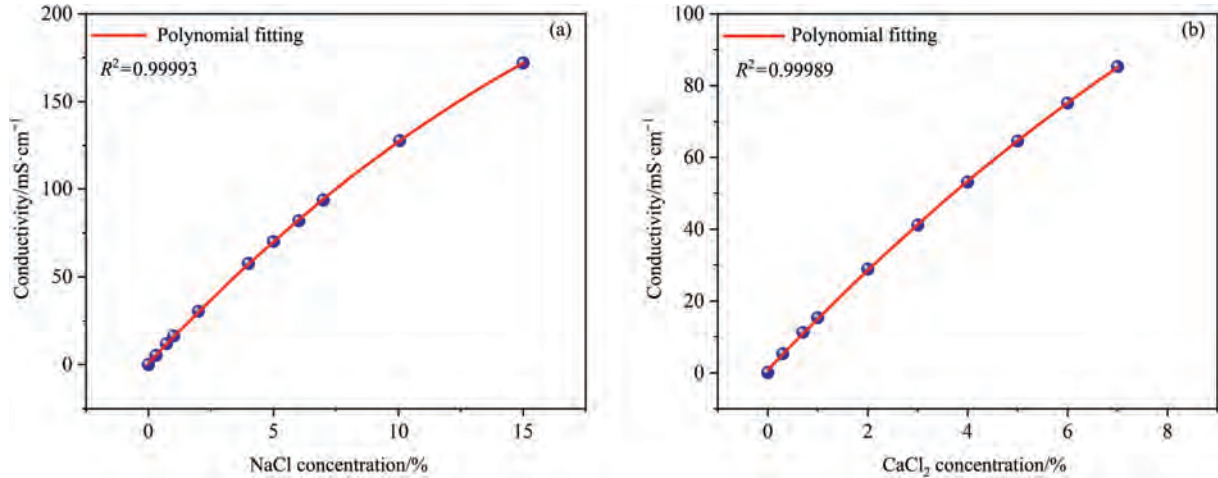 200
(a)
Polynomial fitting
R²=0.99993
150
100
50
0
Conductivity/mS·cm⁻¹
0 5 10 15
NaCl concentration/%
100
(b)
Polynomial fitting
R²=0.99989
80
60
40
20
0
Conductivity/mS·cm⁻¹
0 2 4 6 8
CaCl₂ concentration/%